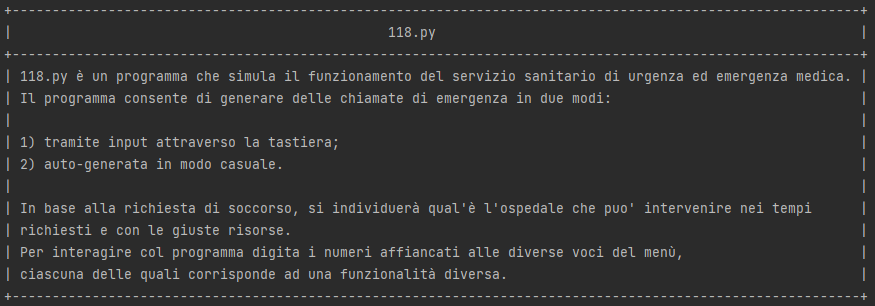 118.py
118.py è un programma che simula il funzionamento del servizio sanitario di urgenza ed emergenza medica.
Il programma consente di generare delle chiamate di emergenza in due modi:
1) tramite input attraverso la tastiera;
2) auto-generata in modo casuale.
In base alla richiesta di soccorso, si individuerà qual'è l'ospedale che puo' intervenire nei tempi
richiesti e con le giuste risorse.
Per interagire col programma digita i numeri affiancati alle diverse voci del menù,
ciascuna delle quali corrisponde ad una funzionalità diversa.